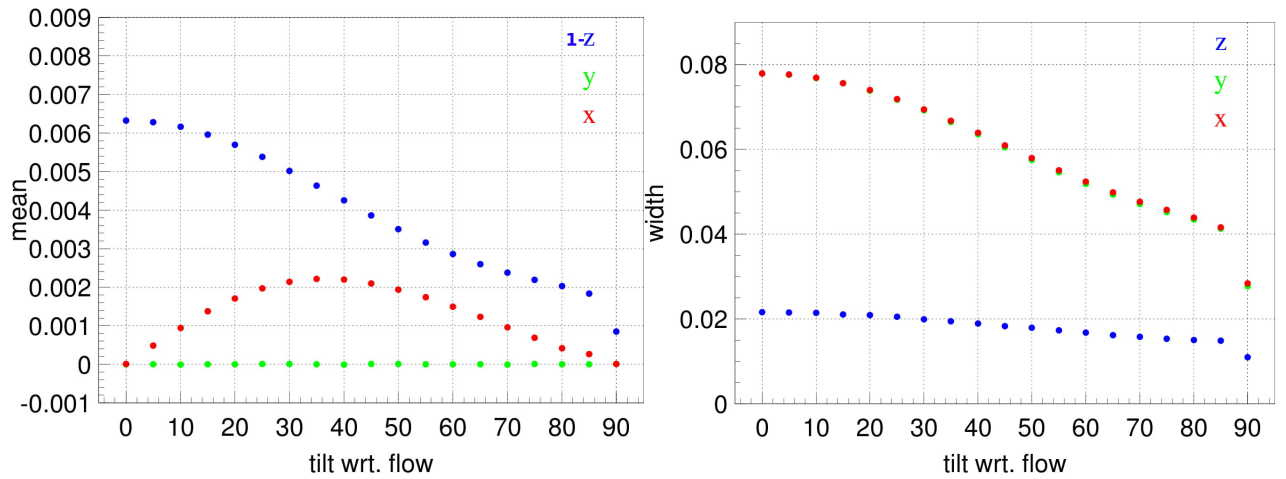 0.009
0.008
0.007
0.006
0.005
0.004
0.003
0.002
0.001
0
-0.001
mean
1-z
y
x
0 10 20 30 40 50 60 70 80 90
tilt wrt. flow
0.08
0.06
0.04
0.02
0
width
z
y
x
0 10 20 30 40 50 60 70 80 90
tilt wrt. flow